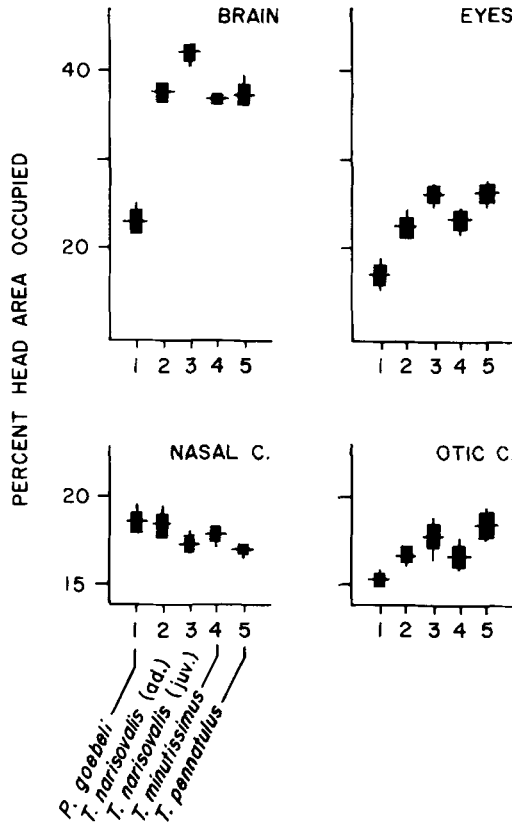 BRAIN
EYES
40
20
1 2 3 4 5
1 2 3 4 5
PERCENT HEAD AREA OCCUPIED
NASAL C.
OTIC C.
20
15
1 2 3 4 5
1 2 3 4 5
P. goebeli
T. narisovalis (ad.)
T. narisovalis (juv.)
T. minutissimus
T. pennatulus